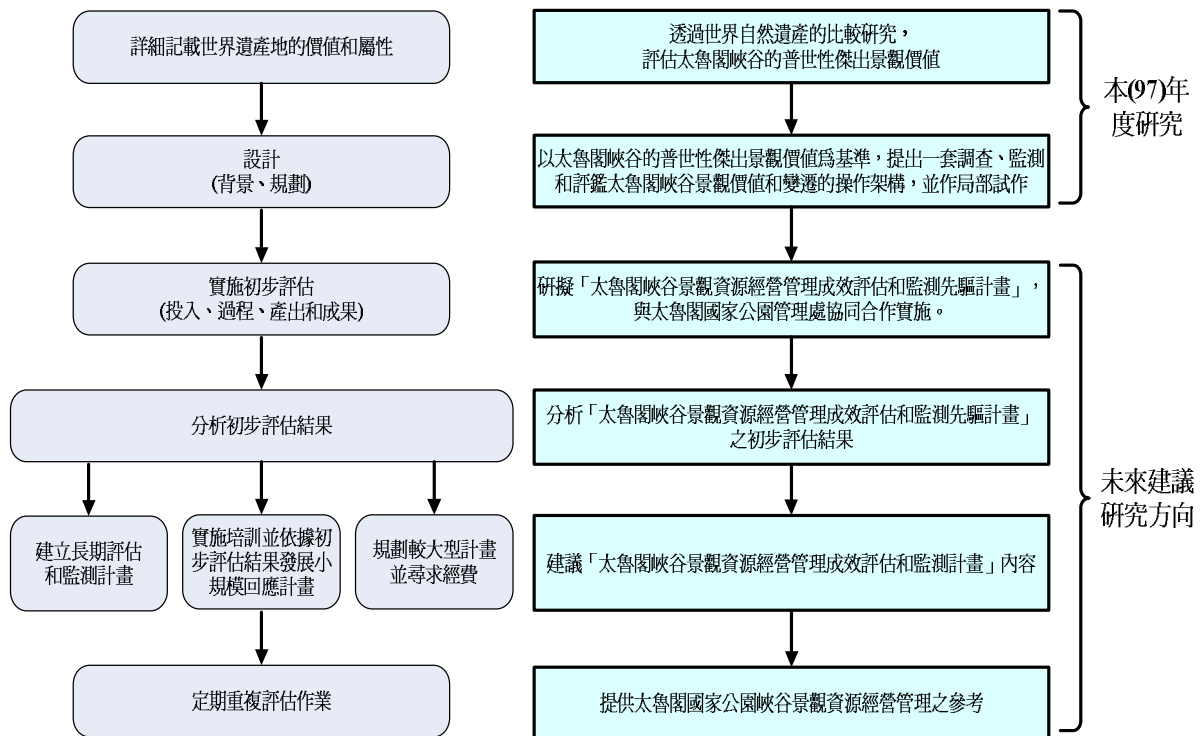 詳細記載世界遺產地的價值和屬性
設計
(背景、規劃)
實施初步評估
(投入、過程、產出和成果)
分析初步評估結果
建立長期評估
和監測計畫
實施培訓並依據初
步評估結果發展小
規模回應計畫
規劃較大型計畫
並尋求經費
定期重複評估作業
透過世界自然遺產的比較研究，
評估太魯閣峽谷的普世性傑出景觀價值
以太魯閣峽谷的普世性傑出景觀價值為基準，提出一套調查、監測
和評鑑太魯閣峽谷景觀價值和變遷的操作架構，並作局部試作
研擬「太魯閣峽谷景觀資源經營管理成效評估和監測先驅計畫」，
與太魯閣國家公園管理處協同合作實施。
分析「太魯閣峽谷景觀資源經營管理成效評估和監測先驅計畫」
之初步評估結果
建議「太魯閣峽谷景觀資源經營管理成效評估和監測計畫」內容
提供太魯閣國家公園峽谷景觀資源經營管理之參考
本(97)年
度研究
未來建議
研究方向